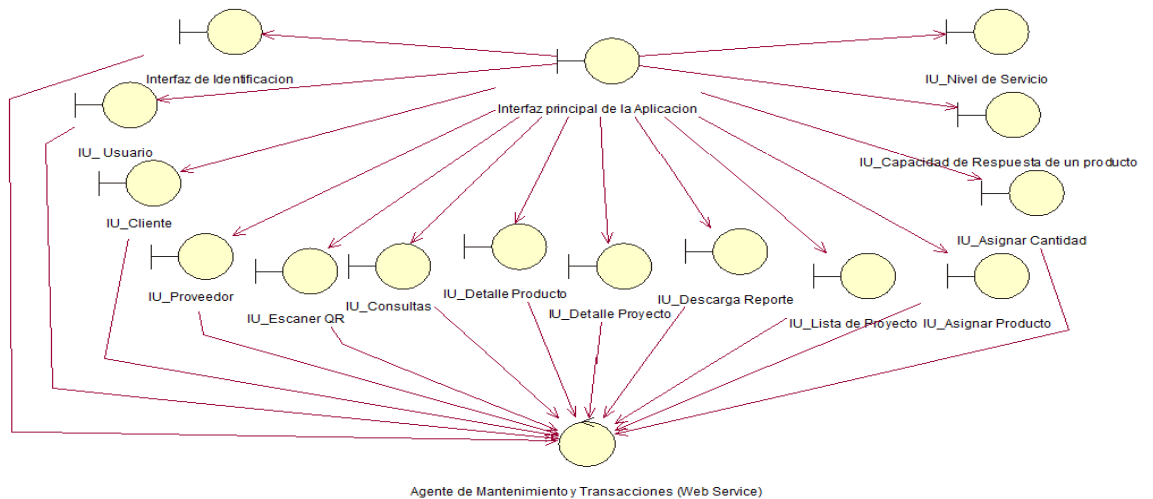 Interfaz de Identificacion
IU_Nivel de Servicio
Interfaz principal de la Aplicacion
IU_ Usuario
IU_Capacidad de Respuesta de un producto
IU_Cliente
IU_Asignar Cantidad
IU_Proveedor
IU_Escaner QR
IU_Consultas
IU_Detalle Producto
IU_Detalle Proyecto
IU_Descarga Reporte
IU_Lista de Proyecto
IU_Asignar Producto
Agente de Mantenimiento y Transacciones (Web Service)